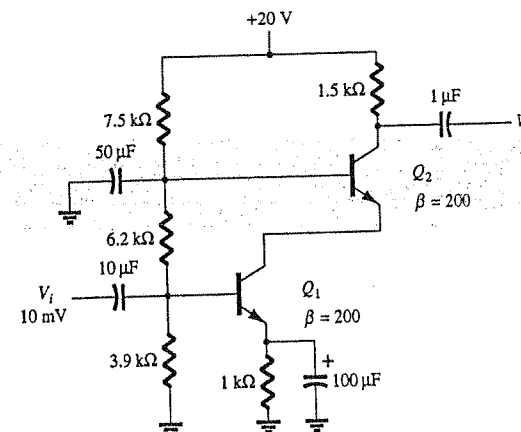 +20 V
1.5 kΩ
1 µF
7.5 kΩ
50 µF
Q₂
β = 200
6.2 kΩ
10 µF
Vᵢ
10 mV
Q₁
β = 200
3.9 kΩ
1 kΩ
+
100 µF